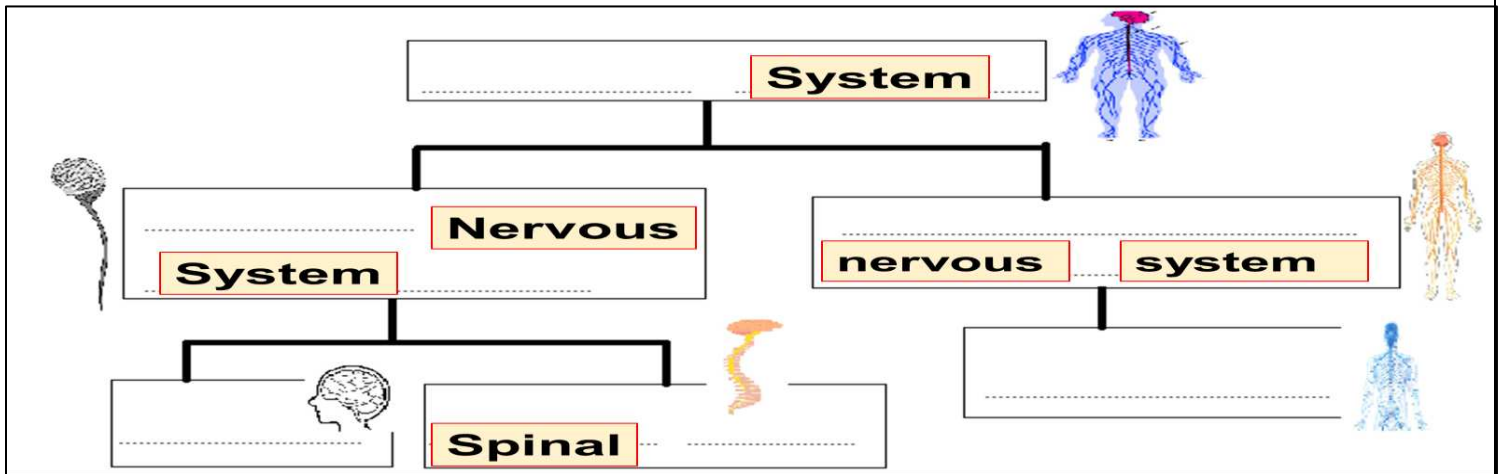 System
Nervous
System
nervous system
Spinal